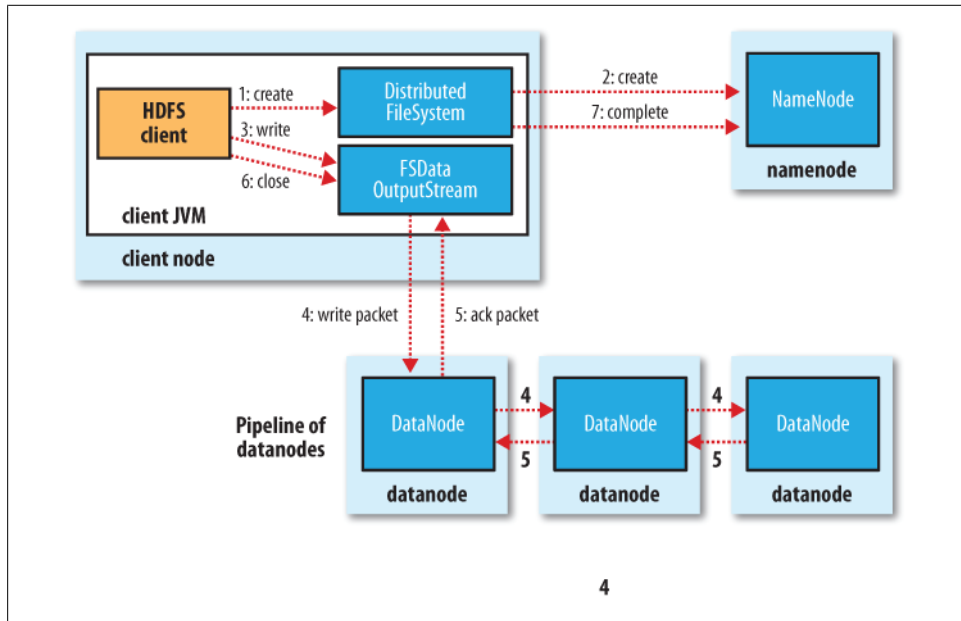 HDFS
client
1: create
3: write
6: close
Distributed
FileSystem
FSData
OutputStream
2: create
7: complete
NameNode
namenode
client JVM
client node
4: write packet
5: ack packet
Pipeline of
datanodes
DataNode
4
5
DataNode
4
5
DataNode
datanode
datanode
datanode
4